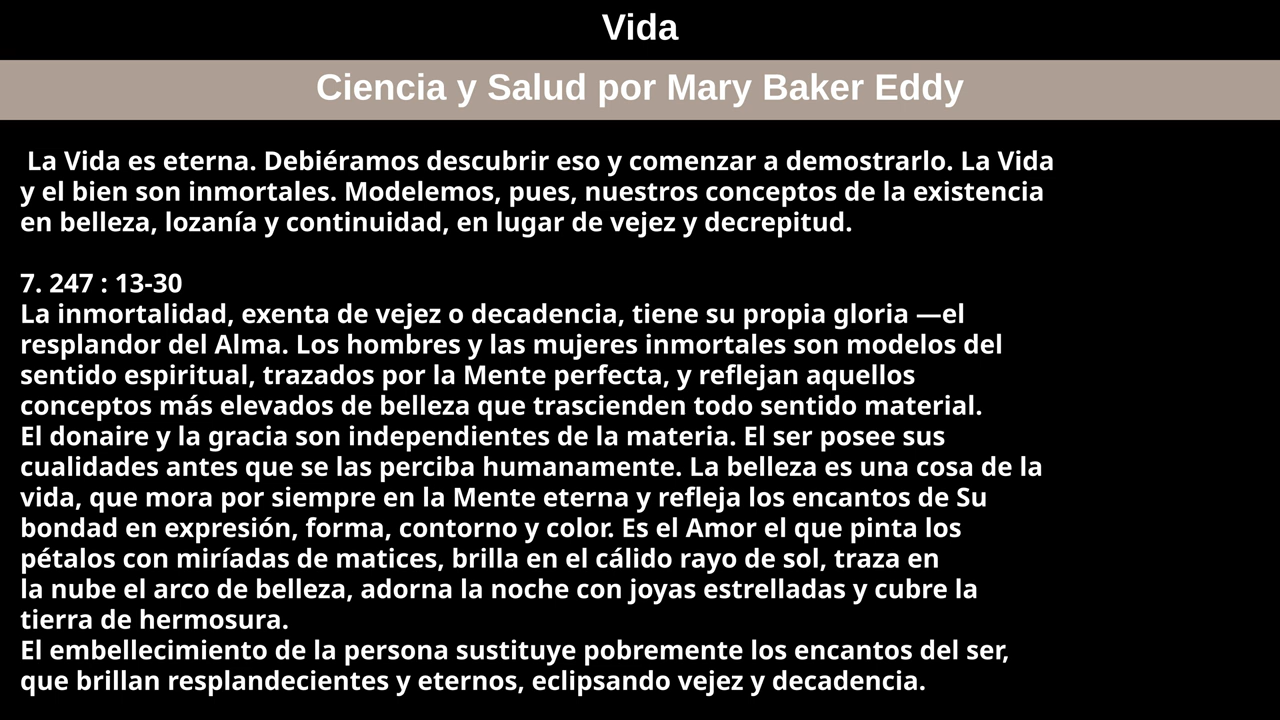 Vida
Ciencia y Salud por Mary Baker Eddy
La Vida es eterna. Debiéramos descubrir eso y comenzar a demostrarlo. La Vida
y el bien son inmortales. Modelemos, pues, nuestros conceptos de la existencia
en belleza, lozanía y continuidad, en lugar de vejez y decrepitud.
7. 247 : 13-30
La inmortalidad, exenta de vejez o decadencia, tiene su propia gloria —el
resplandor del Alma. Los hombres y las mujeres inmortales son modelos del
sentido espiritual, trazados por la Mente perfecta, y reflejan aquellos
conceptos más elevados de belleza que trascienden todo sentido material.
El donaire y la gracia son independientes de la materia. El ser posee sus
cualidades antes que se las perciba humanamente. La belleza es una cosa de la
vida, que mora por siempre en la Mente eterna y refleja los encantos de Su
bondad en expresión, forma, contorno y color. Es el Amor el que pinta los
pétalos con miríadas de matices, brilla en el cálido rayo de sol, traza en
la nube el arco de belleza, adorna la noche con joyas estrelladas y cubre la
tierra de hermosura.
El embellecimiento de la persona sustituye pobremente los encantos del ser,
que brillan resplandecientes y eternos, eclipsando vejez y decadencia.